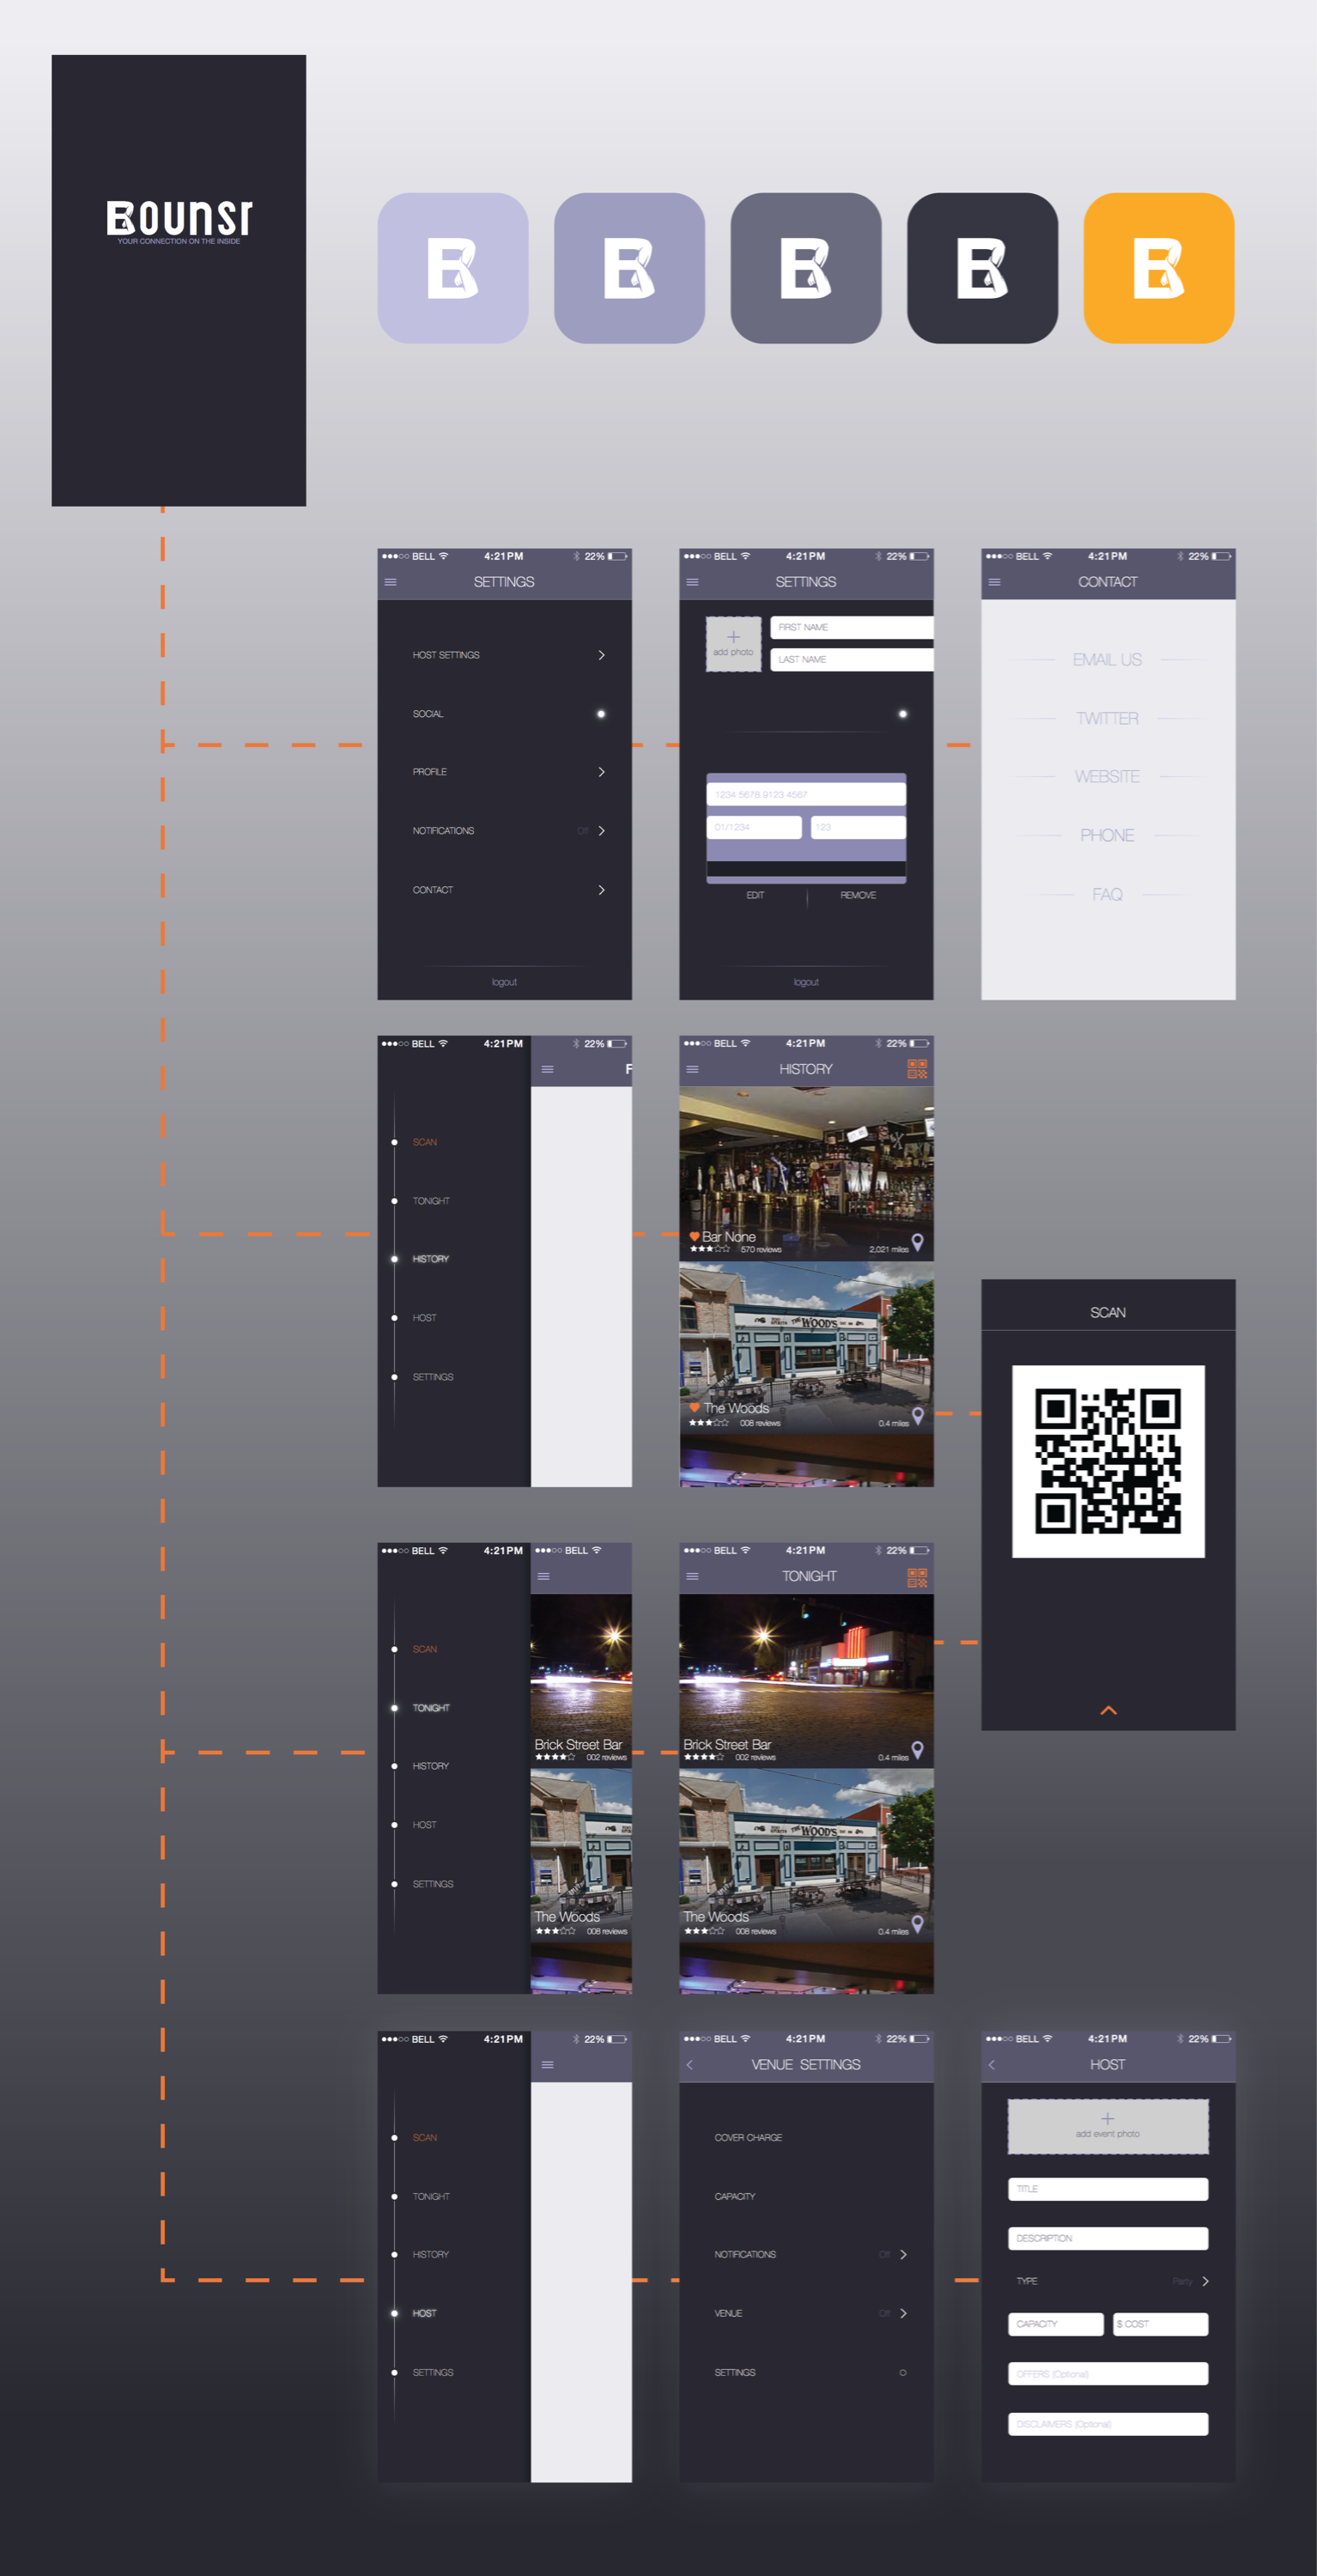 BOUNSR
YOUR CONNECTION ON THE INSIDE
B B B B B
BELL 4:21PM 22%
SETTINGS
HOST SETTINGS
SOCIAL
PROFILE
NOTIFICATIONS Off
CONTACT
logout
BELL 4:21PM 22%
SETTINGS
add photo
FIRST NAME
LAST NAME
1234 5678 9123 4567
01/1234 123
EDIT REMOVE
logout
BELL 4:21PM 22%
CONTACT
EMAIL US
TWITTER
WEBSITE
PHONE
FAQ
BELL 4:21PM 22%
F
SCAN
TONIGHT
HISTORY
HOST
SETTINGS
BELL 4:21PM 22%
HISTORY
THE WOODS
Bar None
570 reviews 2,021 miles
The Woods
008 reviews 0.4 miles
SCAN
BELL 4:21PM BELL
SCAN
TONIGHT
HISTORY
HOST
SETTINGS
Brick Street Bar
002 reviews
The Woods
008 reviews
BELL 4:21PM 22%
TONIGHT
Brick Street Bar
002 reviews 0.4 miles
THE WOODS
The Woods
008 reviews 0.4 miles
BELL 4:21PM 22%
SCAN
TONIGHT
HISTORY
HOST
SETTINGS
BELL 4:21PM 22%
VENUE SETTINGS
COVER CHARGE
CAPACITY
NOTIFICATIONS Off
VENUE Off
SETTINGS
BELL 4:21PM 22%
HOST
add event photo
TITLE
DESCRIPTION
TYPE Party
CAPACITY $ COST
OFFERS (Optional)
DISCLAIMERS (Optional)